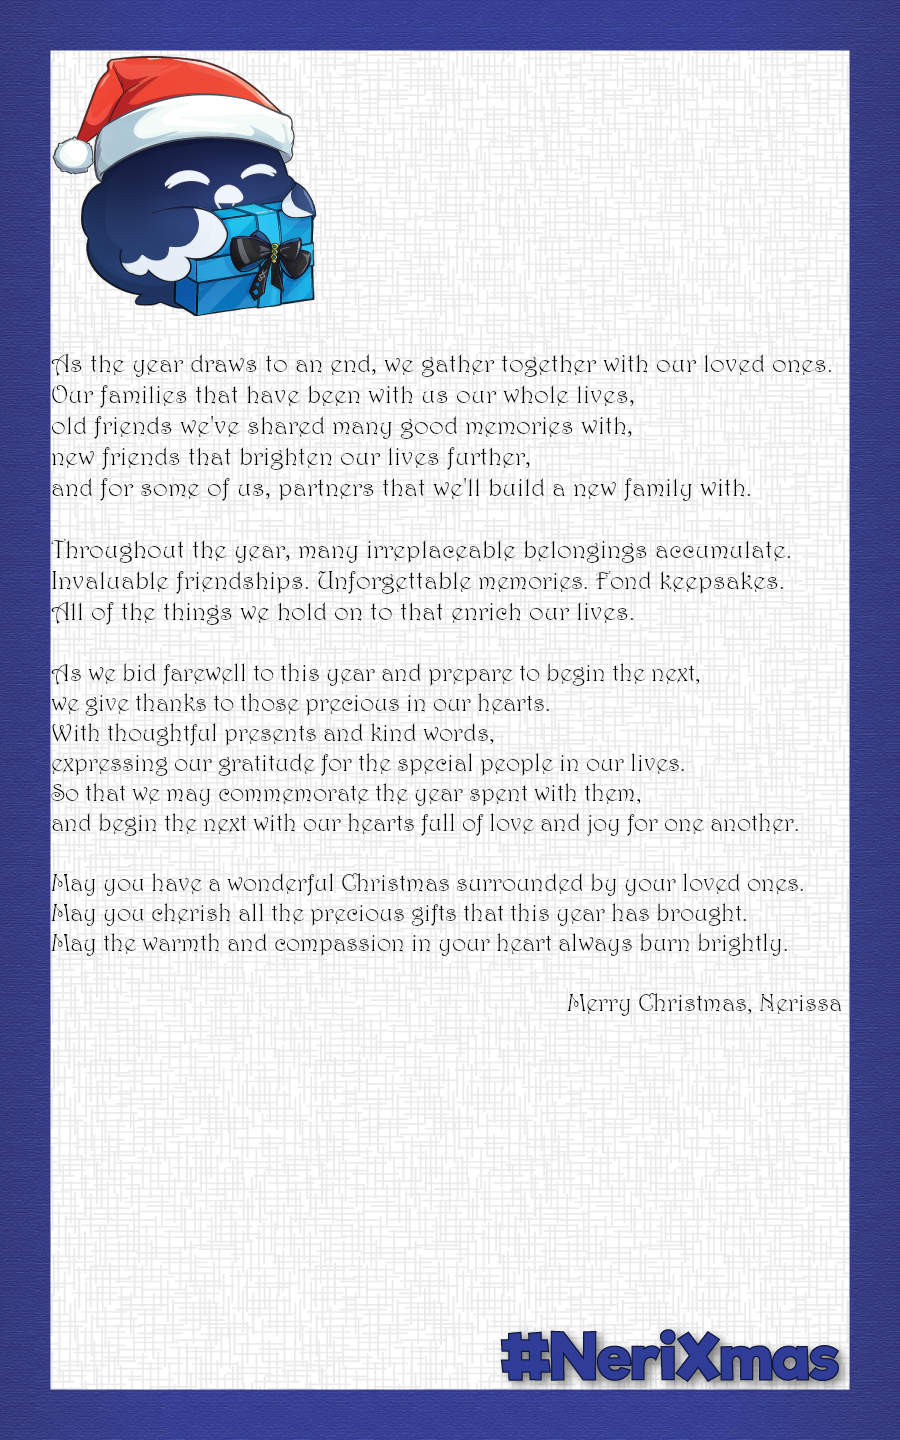 As the year draws to an end, we gather together with our loved ones.
Our families that have been with us our whole lives,
old friends we've shared many good memories with,
new friends that brighten our lives further,
and for some of us, partners that we'll build a new family with.
Throughout the year, many irreplaceable belongings accumulate.
Invaluable friendships. Unforgettable memories. Fond keepsakes.
All of the things we hold on to that enrich our lives.
As we bid farewell to this year and prepare to begin the next,
we give thanks to those precious in our hearts.
With thoughtful presents and kind words,
expressing our gratitude for the special people in our lives.
So that we may commemorate the year spent with them,
and begin the next with our hearts full of love and joy for one another.
May you have a wonderful Christmas surrounded by your loved ones.
May you cherish all the precious gifts that this year has brought.
May the warmth and compassion in your heart always burn brightly.
Merry Christmas, Nerissa
#NeriXmas